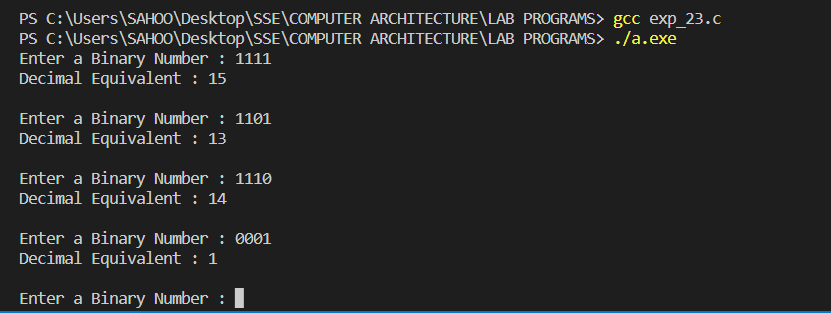 PS C:\Users\SAHOO\Desktop\SSE\COMPUTER ARCHITECTURE\LAB PROGRAMS> gcc exp_23.c
PS C:\Users\SAHOO\Desktop\SSE\COMPUTER ARCHITECTURE\LAB PROGRAMS> ./a.exe
Enter a Binary Number : 1111
Decimal Equivalent : 15
Enter a Binary Number : 1101
Decimal Equivalent : 13
Enter a Binary Number : 1110
Decimal Equivalent : 14
Enter a Binary Number : 0001
Decimal Equivalent : 1
Enter a Binary Number :